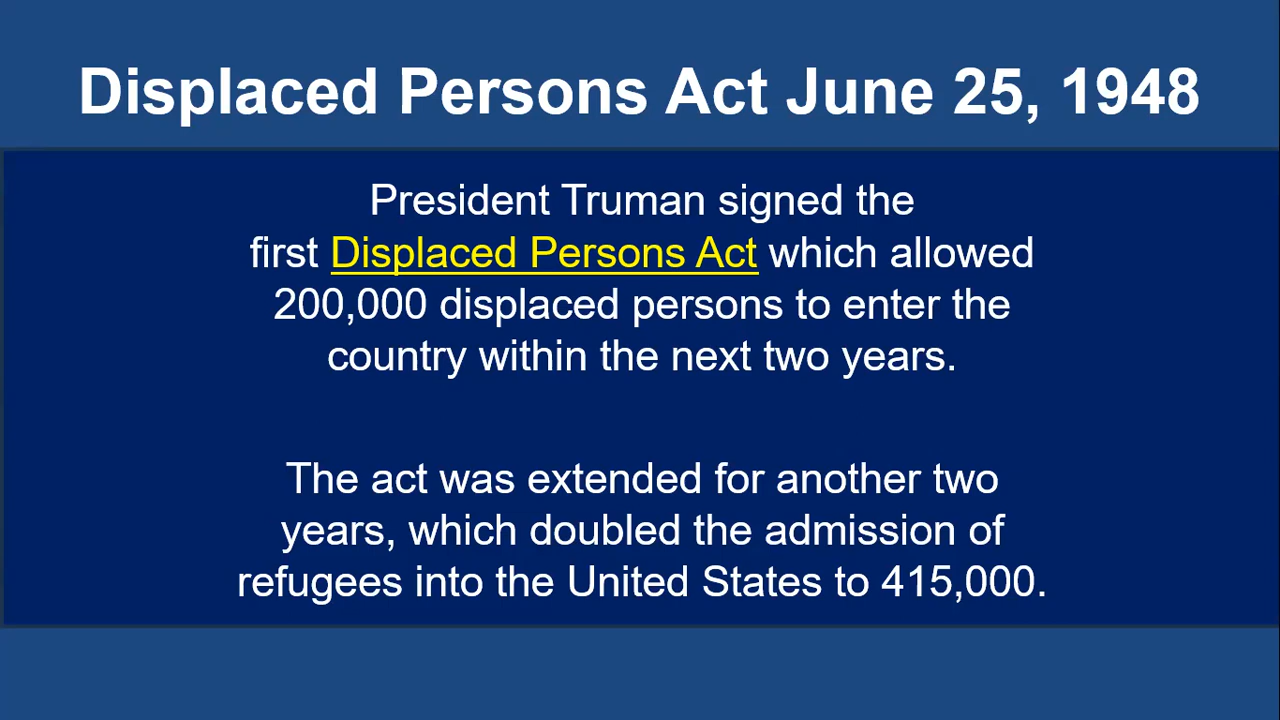 Displaced Persons Act June 25, 1948
President Truman signed the
first Displaced Persons Act which allowed
200,000 displaced persons to enter the
country within the next two years.
The act was extended for another two
years, which doubled the admission of
refugees into the United States to 415,000.